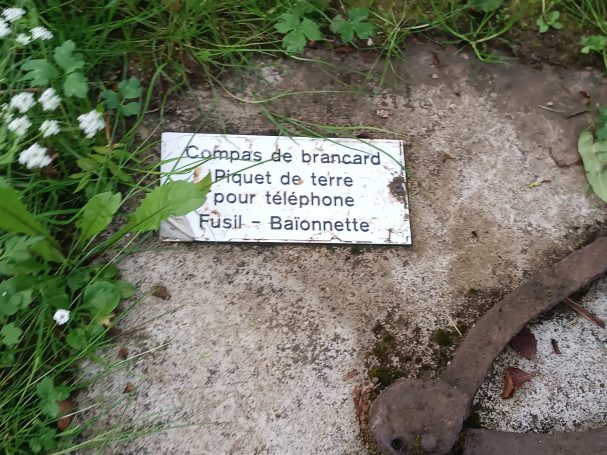 Compas de brancard
Piquet de terre
pour téléphone
Fusil - Baïonnette